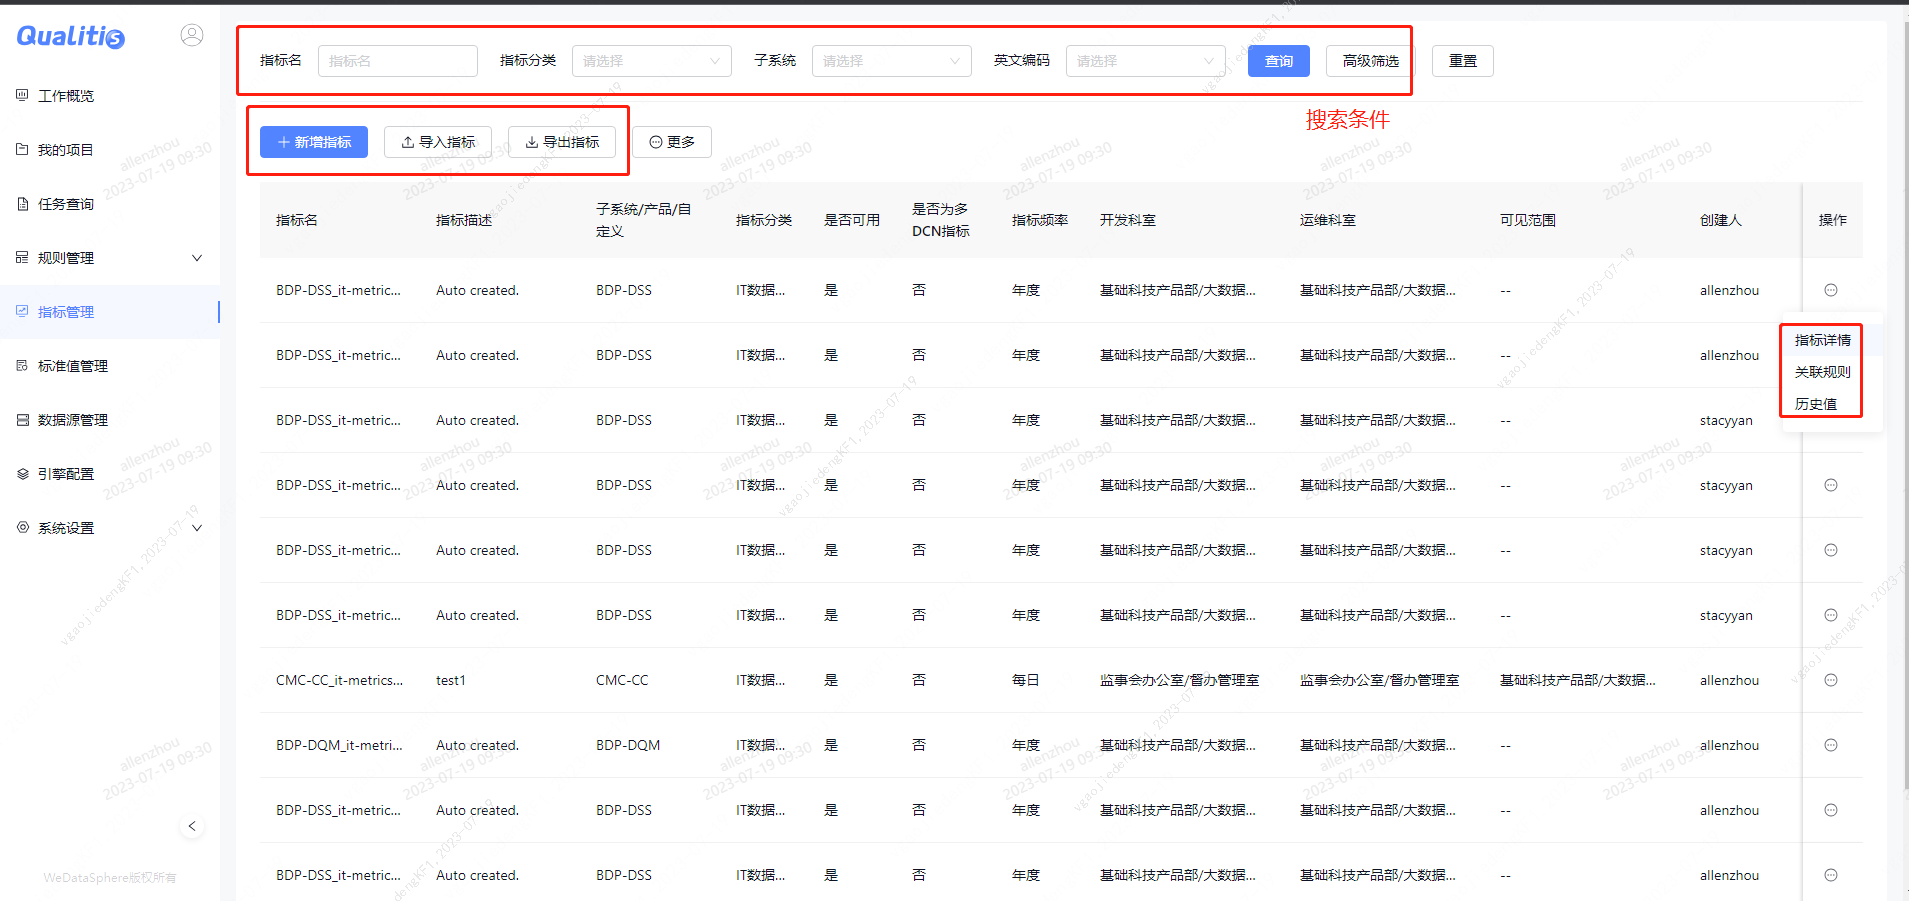 Qualitis
工作概览
我的项目
任务查询
规则管理
指标管理
标准值管理
数据源管理
引擎配置
系统设置
WeDataSphere版权所有
指标名 指标名 指标分类 请选择 子系统 请选择 英文编码 请选择 查询 高级筛选 重置
搜索条件
新增指标 导入指标 导出指标 更多
指标名 指标描述 子系统/产品/自定义 指标分类 是否可用 是否为多DCN指标 指标频率 开发科室 运维科室 可见范围 创建人 操作
BDP-DSS_it-metric... Auto created. BDP-DSS IT数据... 是 否 年度 基础科技产品部/大数据... 基础科技产品部/大数据... -- allenzhou
BDP-DSS_it-metric... Auto created. BDP-DSS IT数据... 是 否 年度 基础科技产品部/大数据... 基础科技产品部/大数据... -- allenzhou
BDP-DSS_it-metric... Auto created. BDP-DSS IT数据... 是 否 年度 基础科技产品部/大数据... 基础科技产品部/大数据... -- stacyyan
BDP-DSS_it-metric... Auto created. BDP-DSS IT数据... 是 否 年度 基础科技产品部/大数据... 基础科技产品部/大数据... -- stacyyan
BDP-DSS_it-metric... Auto created. BDP-DSS IT数据... 是 否 年度 基础科技产品部/大数据... 基础科技产品部/大数据... -- stacyyan
BDP-DSS_it-metric... Auto created. BDP-DSS IT数据... 是 否 年度 基础科技产品部/大数据... 基础科技产品部/大数据... -- stacyyan
CMC-CC_it-metrics... test1 CMC-CC IT数据... 是 否 每日 监事会办公室/督办管理室 监事会办公室/督办管理室 基础科技产品部/大数据... allenzhou
BDP-DQM_it-metri... Auto created. BDP-DQM IT数据... 是 否 年度 基础科技产品部/大数据... 基础科技产品部/大数据... -- allenzhou
BDP-DSS_it-metric... Auto created. BDP-DSS IT数据... 是 否 年度 基础科技产品部/大数据... 基础科技产品部/大数据... -- allenzhou
BDP-DSS_it-metric... Auto created. BDP-DSS IT数据... 是 否 年度 基础科技产品部/大数据... 基础科技产品部/大数据... -- allenzhou
指标详情
关联规则
历史值
allenzhou
2023-07-19 09:30
vgaojiedengKF1, 2023-07-19